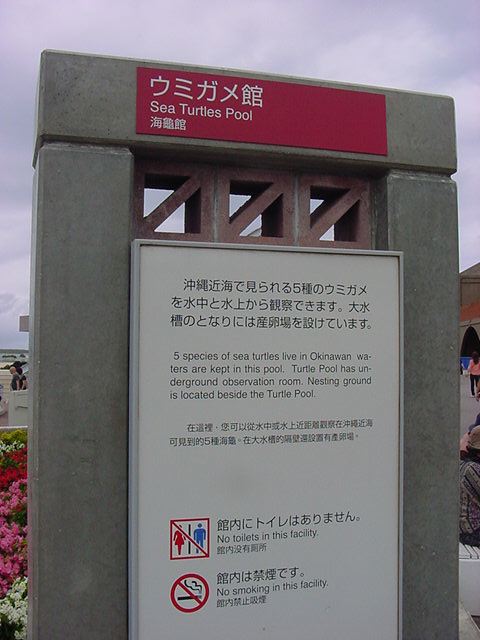 ウミガメ館
Sea Turtles Pool
海龜館
沖縄近海で見られる5種のウミガメ
を水中と水上から観察できます。大水
槽のとなりには産卵場を設けています。
5 species of sea turtles live in Okinawan wa-
ters are kept in this pool. Turtle Pool has un-
derground observation room. Nesting ground
is located beside the Turtle Pool.
在這裡，您可以從水中或水上近距離觀察在沖繩近海
可見到的5種海龜。在大水槽的隔壁還設置有產卵場。
館内にトイレはありません。
No toilets in this facility.
館内没有厠所
館内は禁煙です。
No smoking in this facility.
館内禁止吸煙